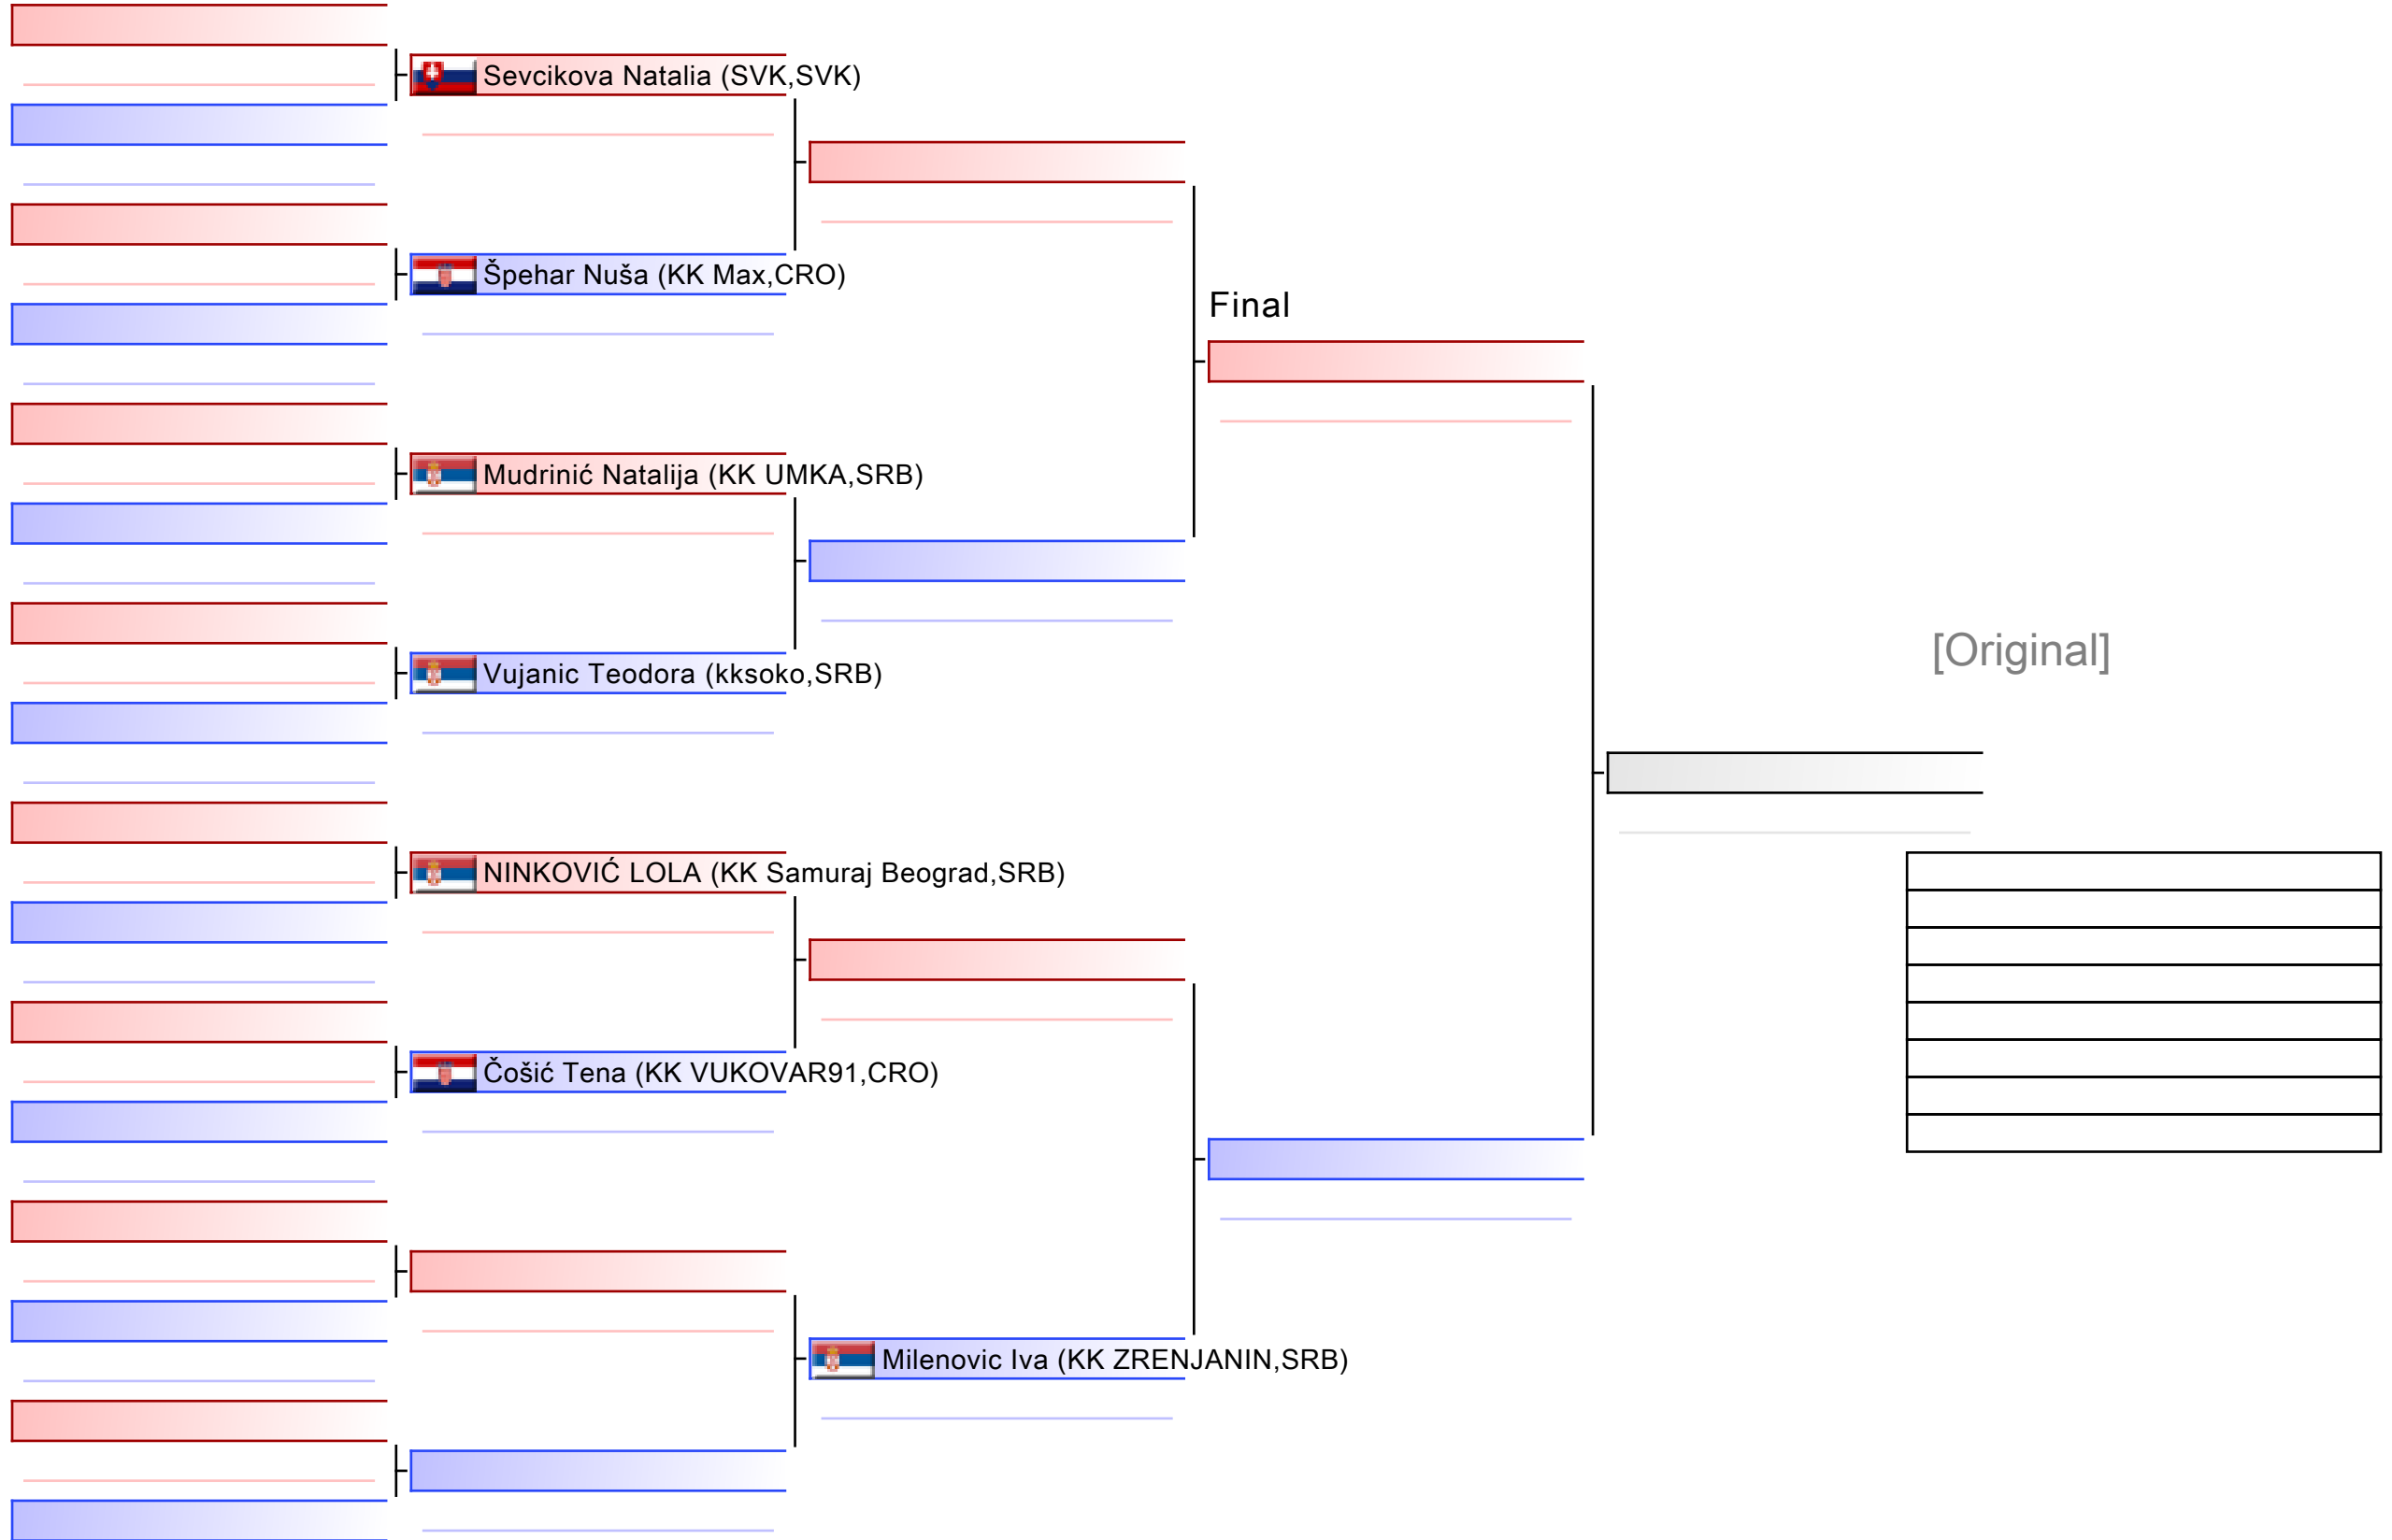 Sevcikova Natalia (SVK,SVK)
Špehar Nuša (KK Max,CRO)
Final
Mudrinić Natalija (KK UMKA,SRB)
[Original]
Vujanic Teodora (kksoko,SRB)
NINKOVIĆ LOLA (KK Samuraj Beograd,SRB)
Čošić Tena (KK VUKOVAR91,CRO)
Milenovic Iva (KK ZRENJANIN,SRB)